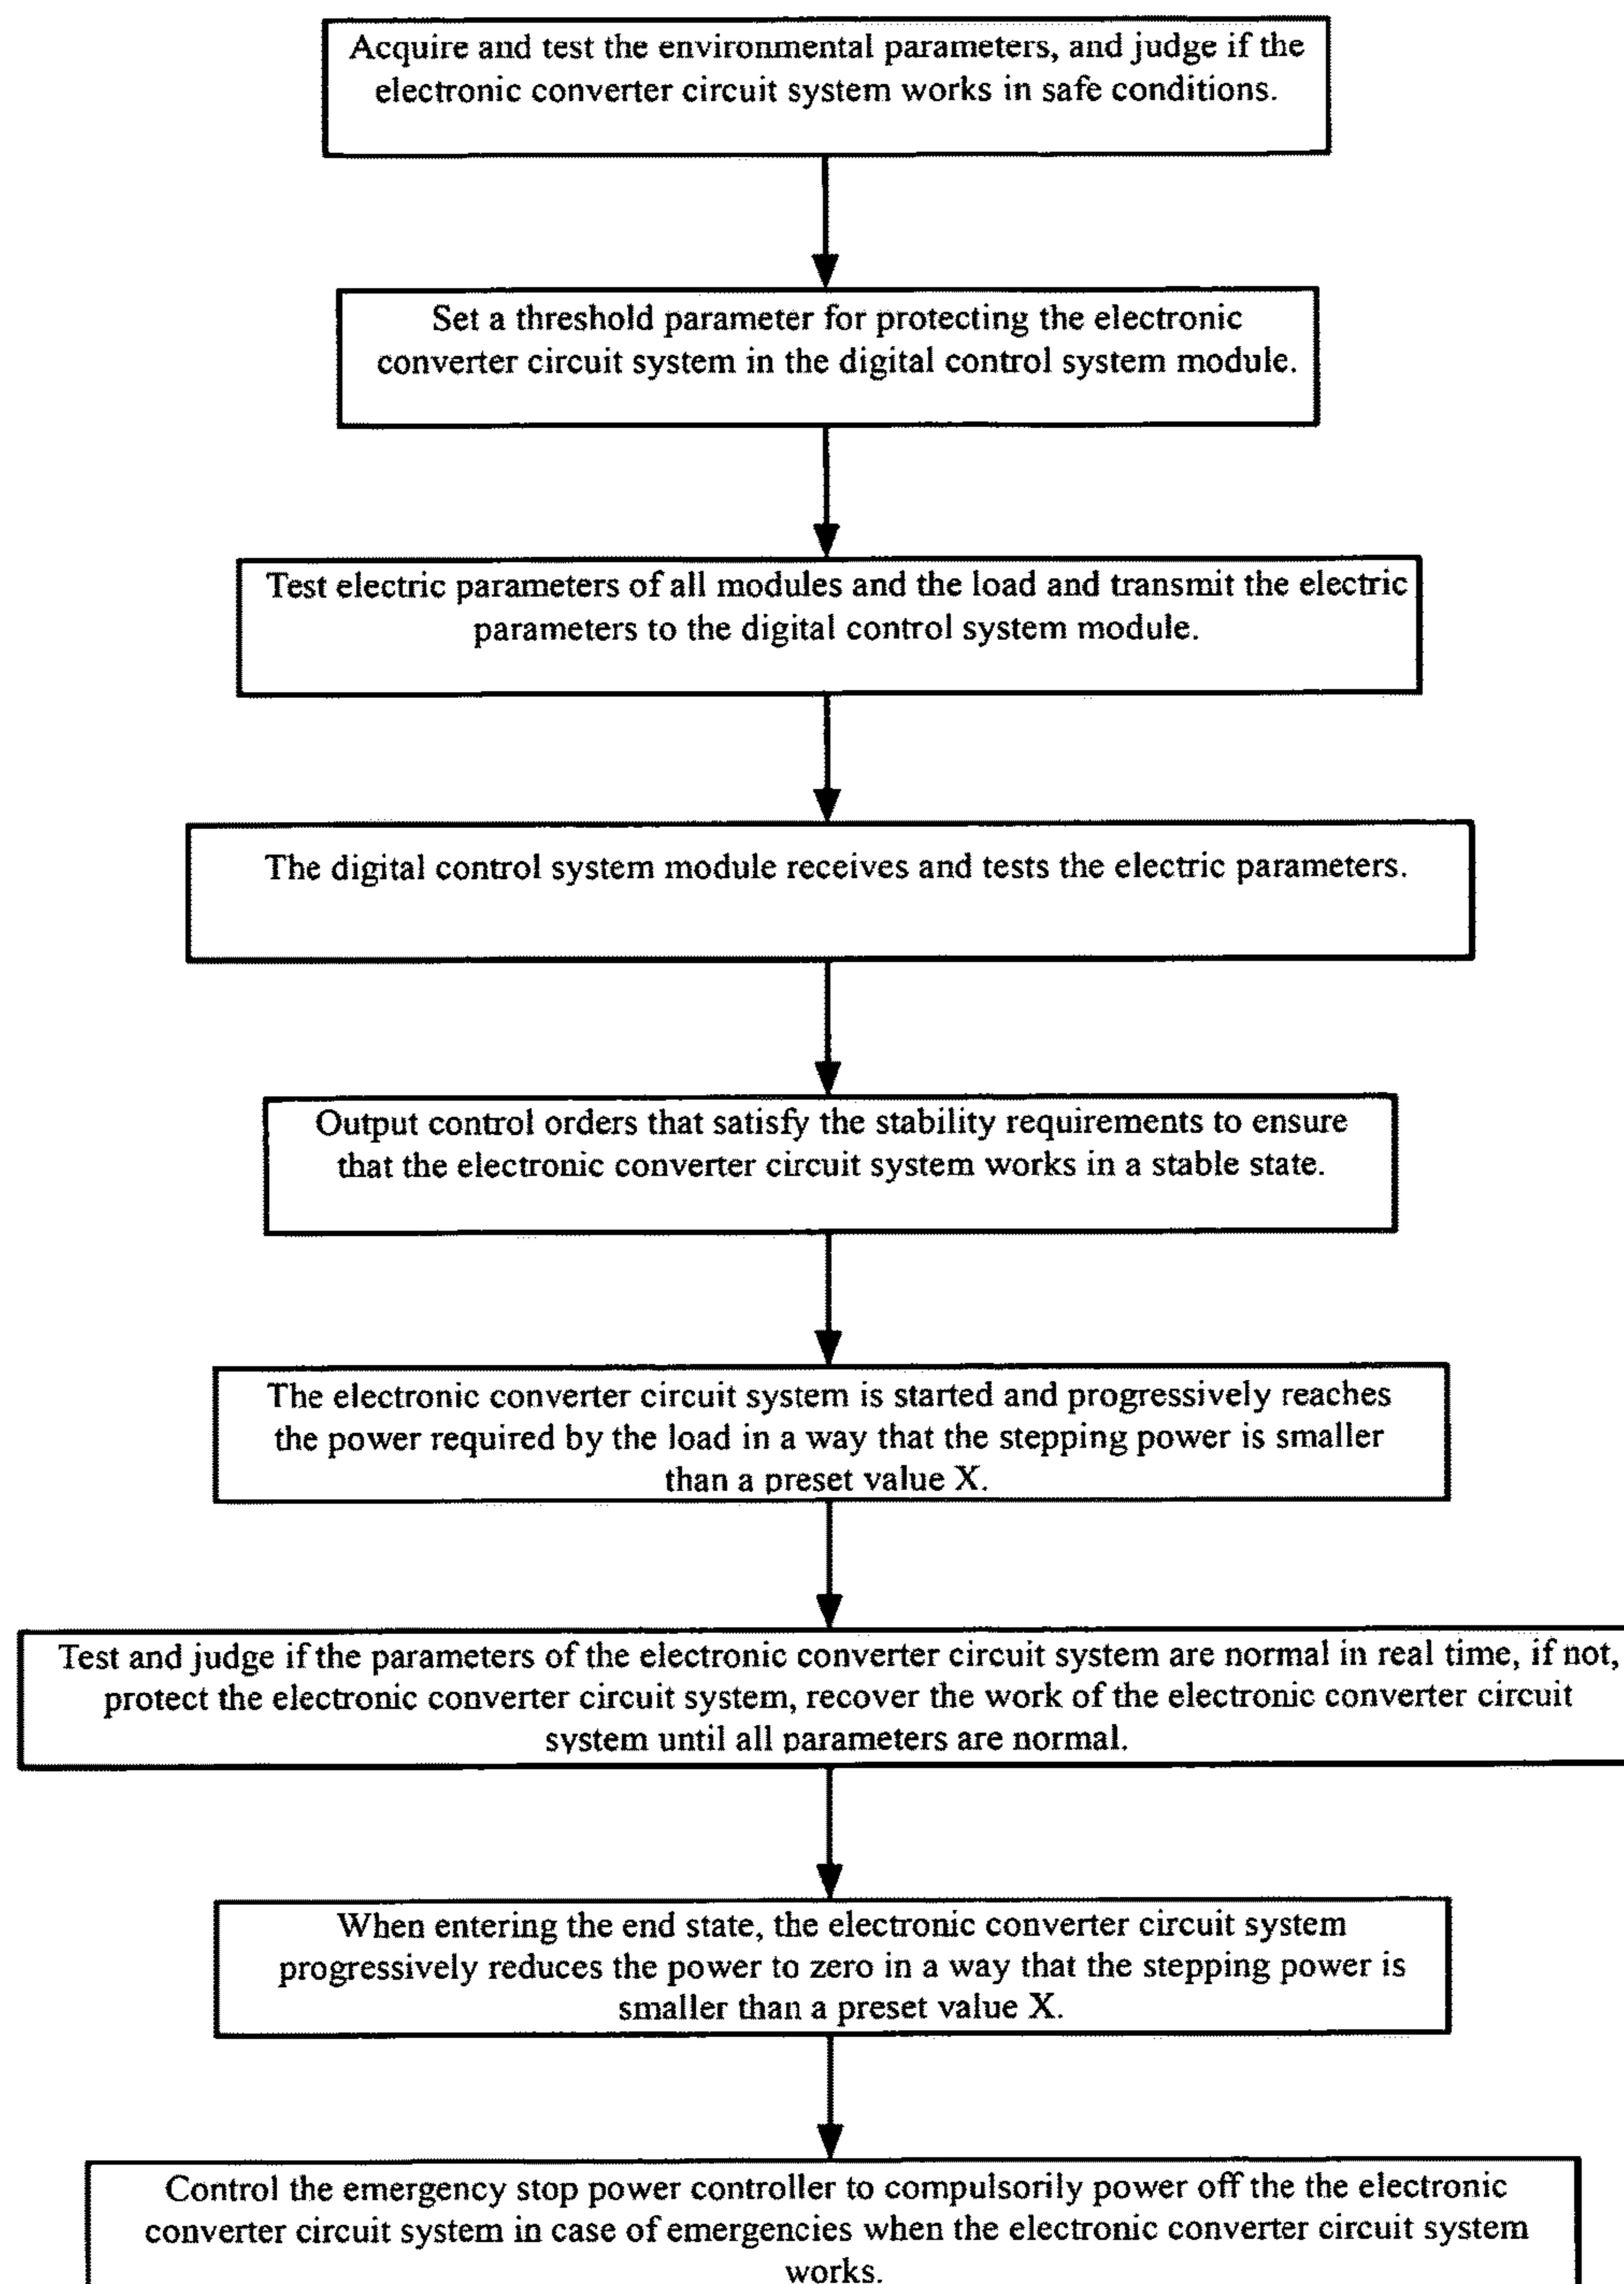 Acquire and test the environmental parameters, and judge if the
electronic converter circuit system works in safe conditions.
Set a threshold parameter for protecting the electronic
converter circuit system in the digital control system module.
Test electric parameters of all modules and the load and transmit the electric
parameters to the digital control system module.
The digital control system module receives and tests the electric parameters.
Output control orders that satisfy the stability requirements to ensure
that the electronic converter circuit system works in a stable state.
The electronic converter circuit system is started and progressively reaches
the power required by the load in a way that the stepping power is smaller
than a preset value X.
Test and judge if the parameters of the electronic converter circuit system are normal in real time, if not,
protect the electronic converter circuit system, recover the work of the electronic converter circuit
system until all parameters are normal.
When entering the end state, the electronic converter circuit system
progressively reduces the power to zero in a way that the stepping power is
smaller than a preset value X.
Control the emergency stop power controller to compulsorily power off the the electronic
converter circuit system in case of emergencies when the electronic converter circuit system
works.